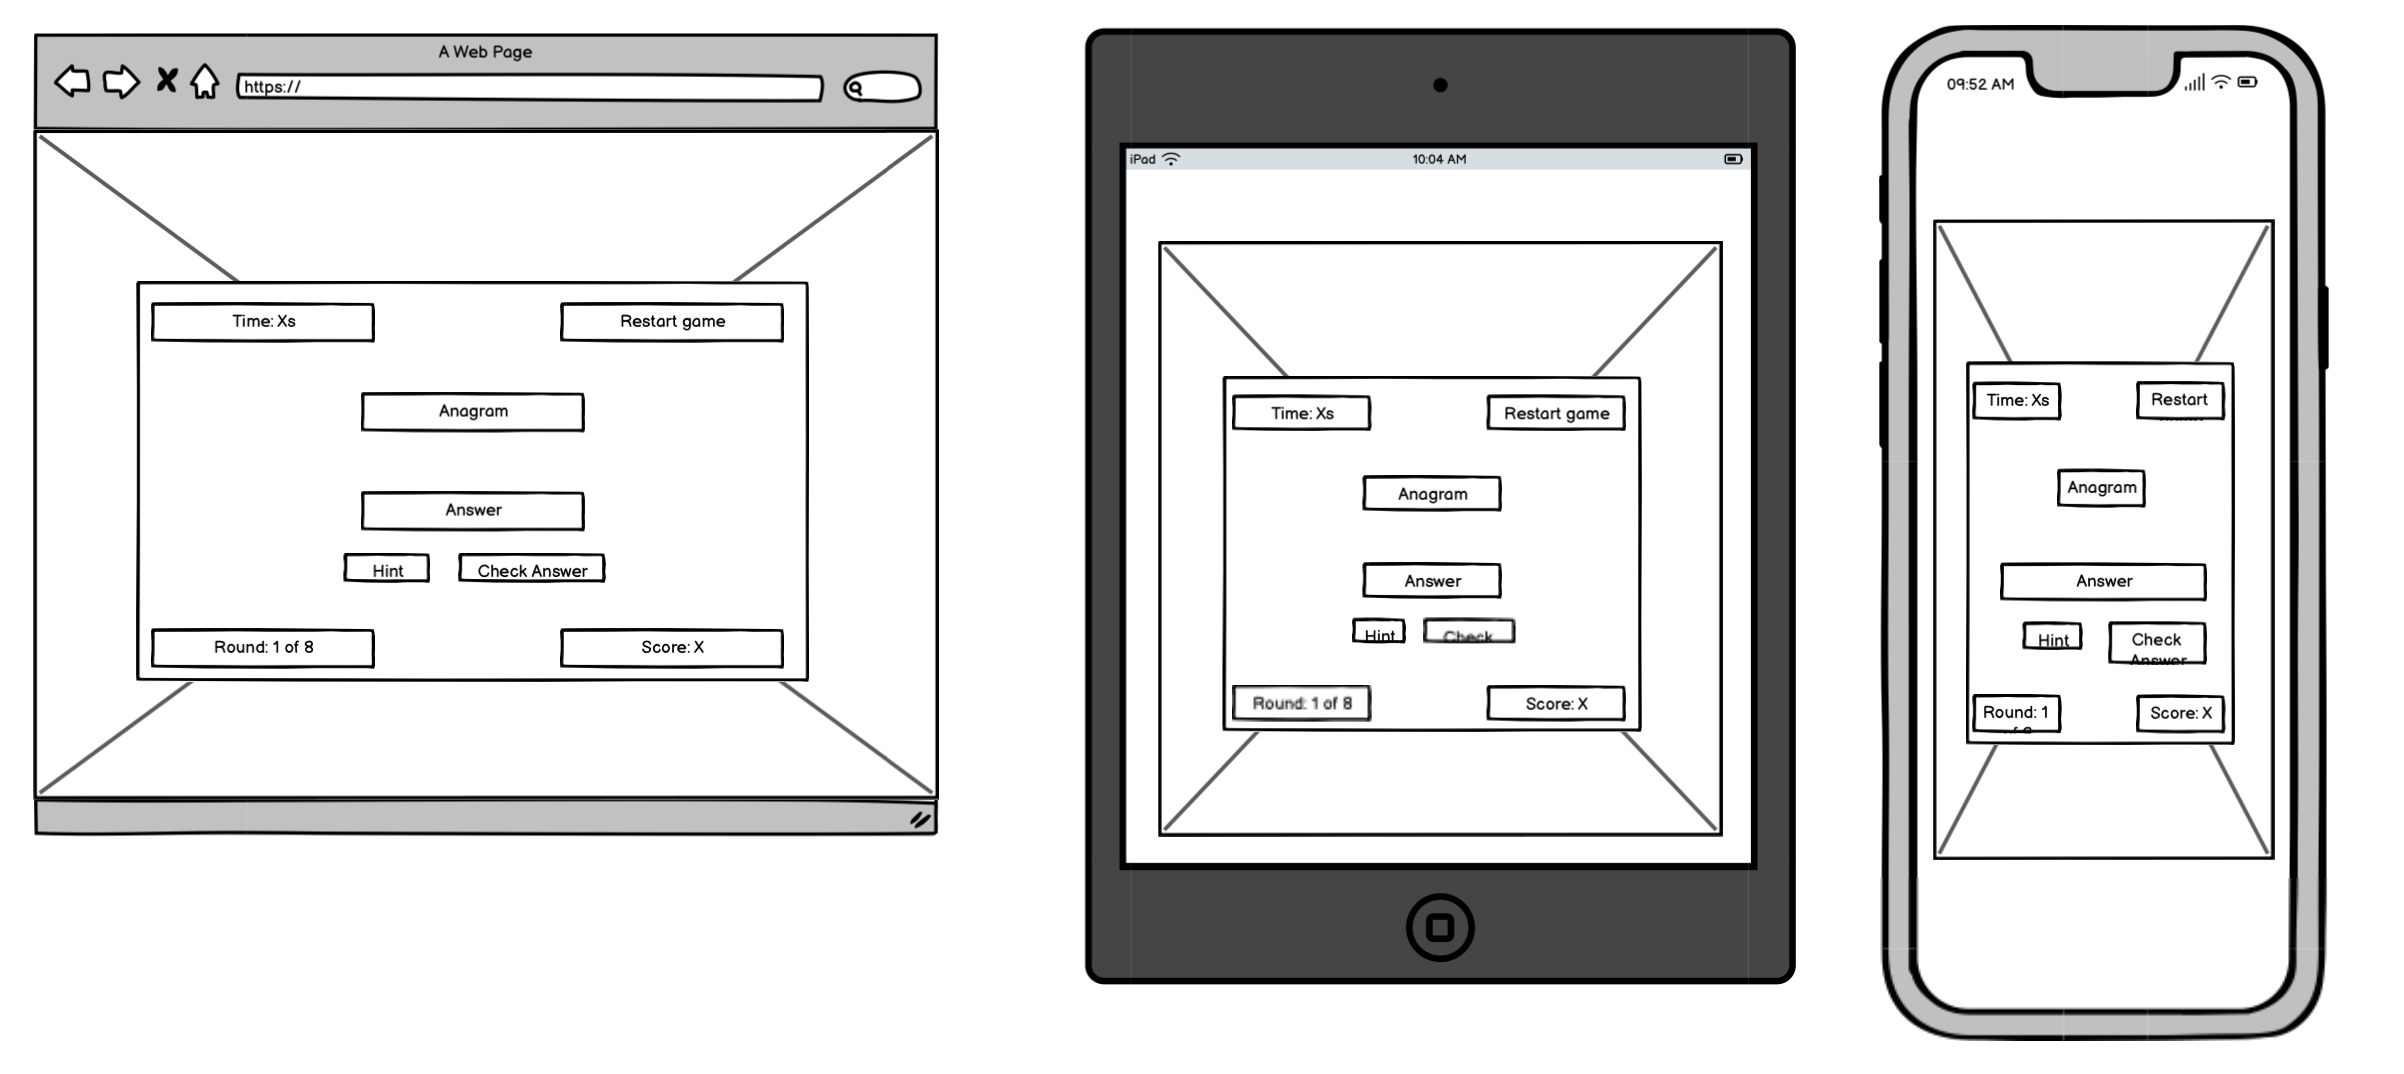 A Web Page
https://
Time: Xs
Restart game
Anagram
Answer
Hint
Check Answer
Round: 1 of 8
Score: X
iPad
10:04 AM
Time: Xs
Restart game
Anagram
Answer
Hint
Check
Round: 1 of 8
Score: X
09:52 AM
Time: Xs
Restart
Anagram
Answer
Hint
Check
Answer
Round: 1
of 8
Score: X